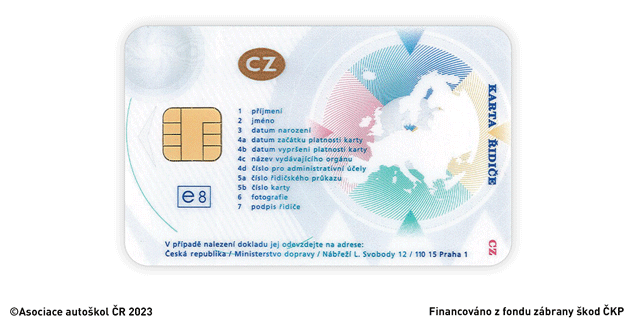 CZ
1 příjmení
2 jméno
3 datum narození
4a datum začátku platnosti karty
4b datum vypršení platnosti karty
4c název vydávajícího orgánu
4d číslo pro administrativní účely
5a číslo řidičského průkazu
5b číslo karty
6 fotografie
7 podpis řidiče
e8
KARTA ŘIDIČE
CZ
V případě nalezení dokladu jej odevzdejte na adrese:
Česká republika / Ministerstvo dopravy / Nábřeží L. Svobody 12 / 110 15 Praha 1
©Asociace autoškol ČR 2023
Financováno z fondu zábrany škod ČKP